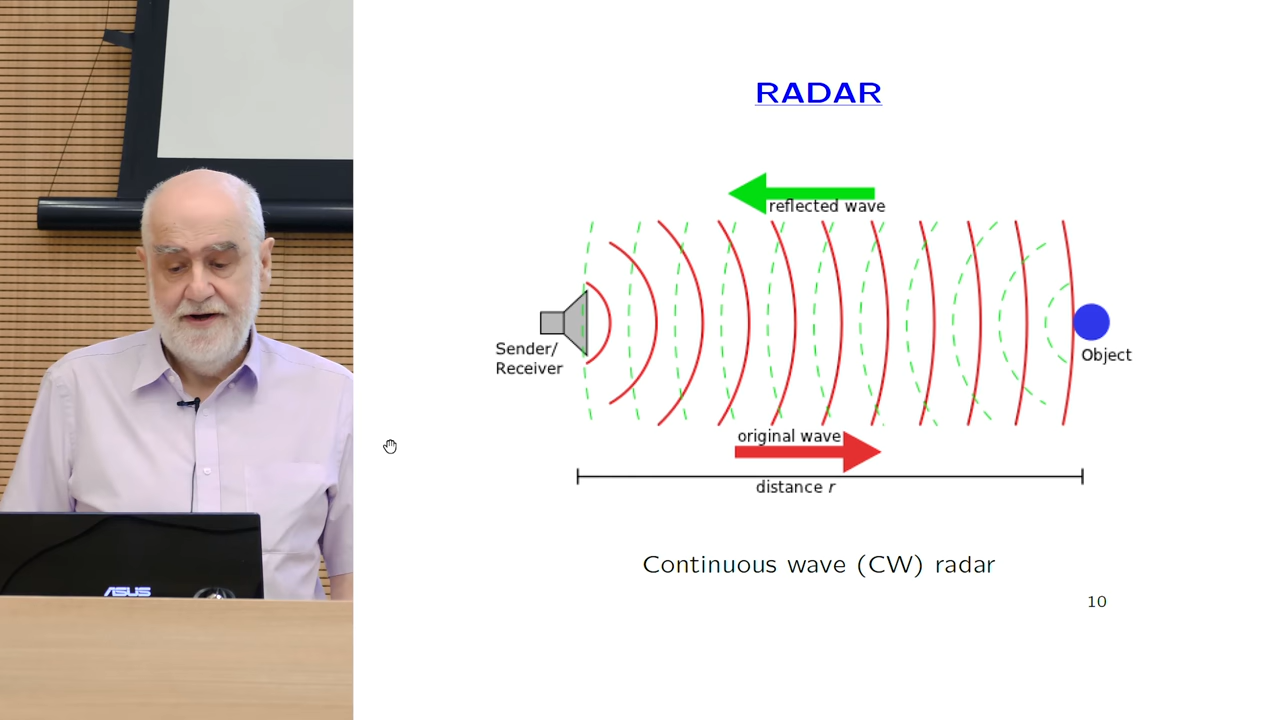 RADAR
reflected wave
Sender/
Receiver
Object
original wave
distance r
Continuous wave (CW) radar
10
ASUS